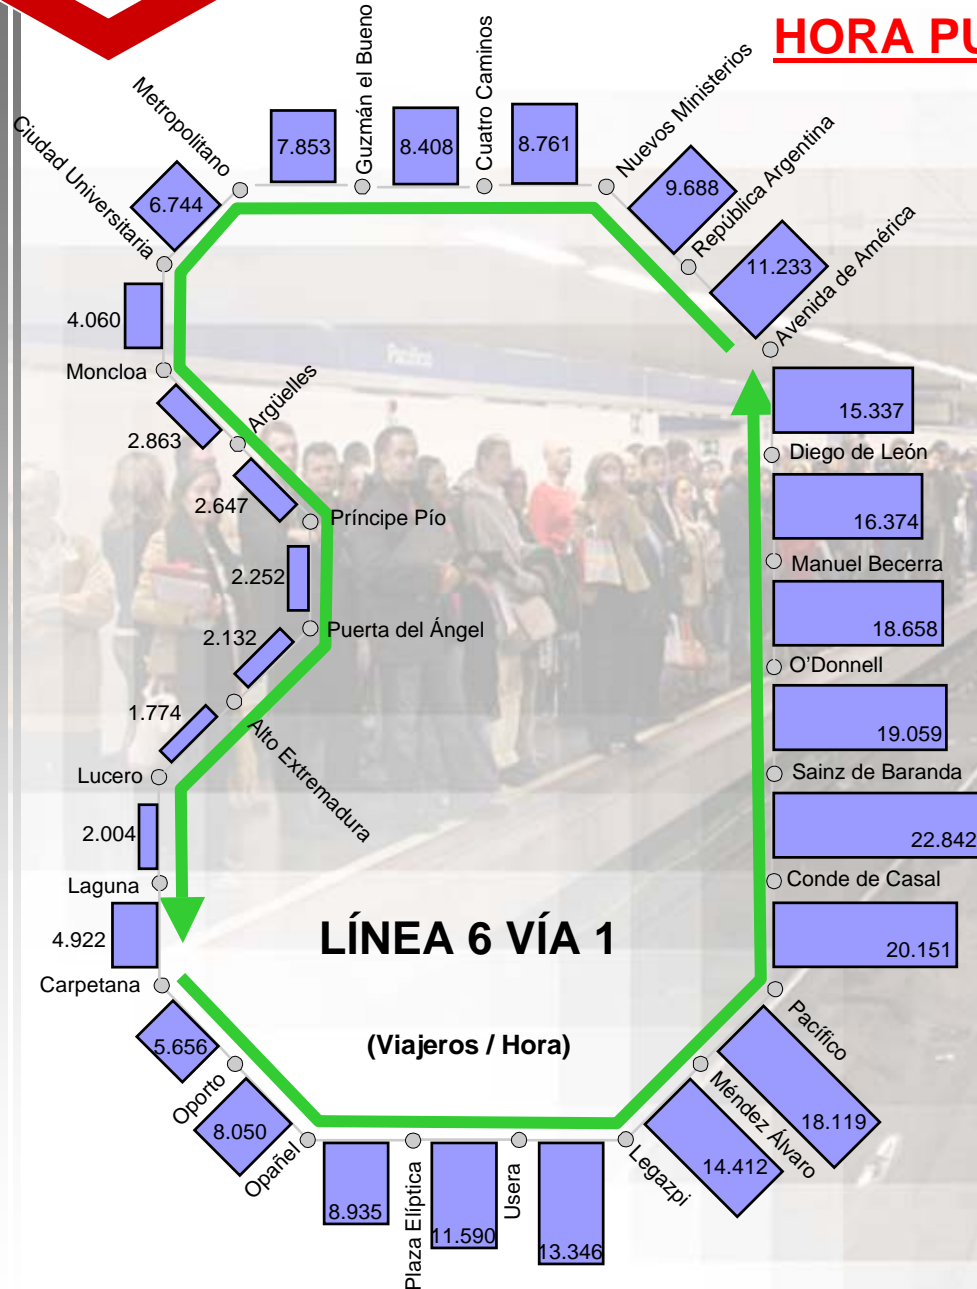 HORA PU
Metropolitano
Ciudad Universitaria
Guzmán el Bueno
Cuatro Caminos
Nuevos Ministerios
República Argentina
Avenida de América
7.853
8.408
8.761
9.688
6.744
11.233
4.060
Moncloa
Argüelles
2.863
15.337
Diego de León
2.647
Príncipe Pío
16.374
Manuel Becerra
2.252
Puerta del Ángel
18.658
O'Donnell
2.132
1.774
Alto Extremadura
19.059
Lucero
Sainz de Baranda
2.004
22.842
Laguna
Conde de Casal
4.922
LÍNEA 6 VÍA 1
20.151
Carpetana
Pacífico
5.656
(Viajeros / Hora)
Oporto
Méndez Álvaro
18.119
8.050
Opañel
14.412
Legazpi
8.935
Plaza Elíptica
11.590
Usera
13.346
Pacífico